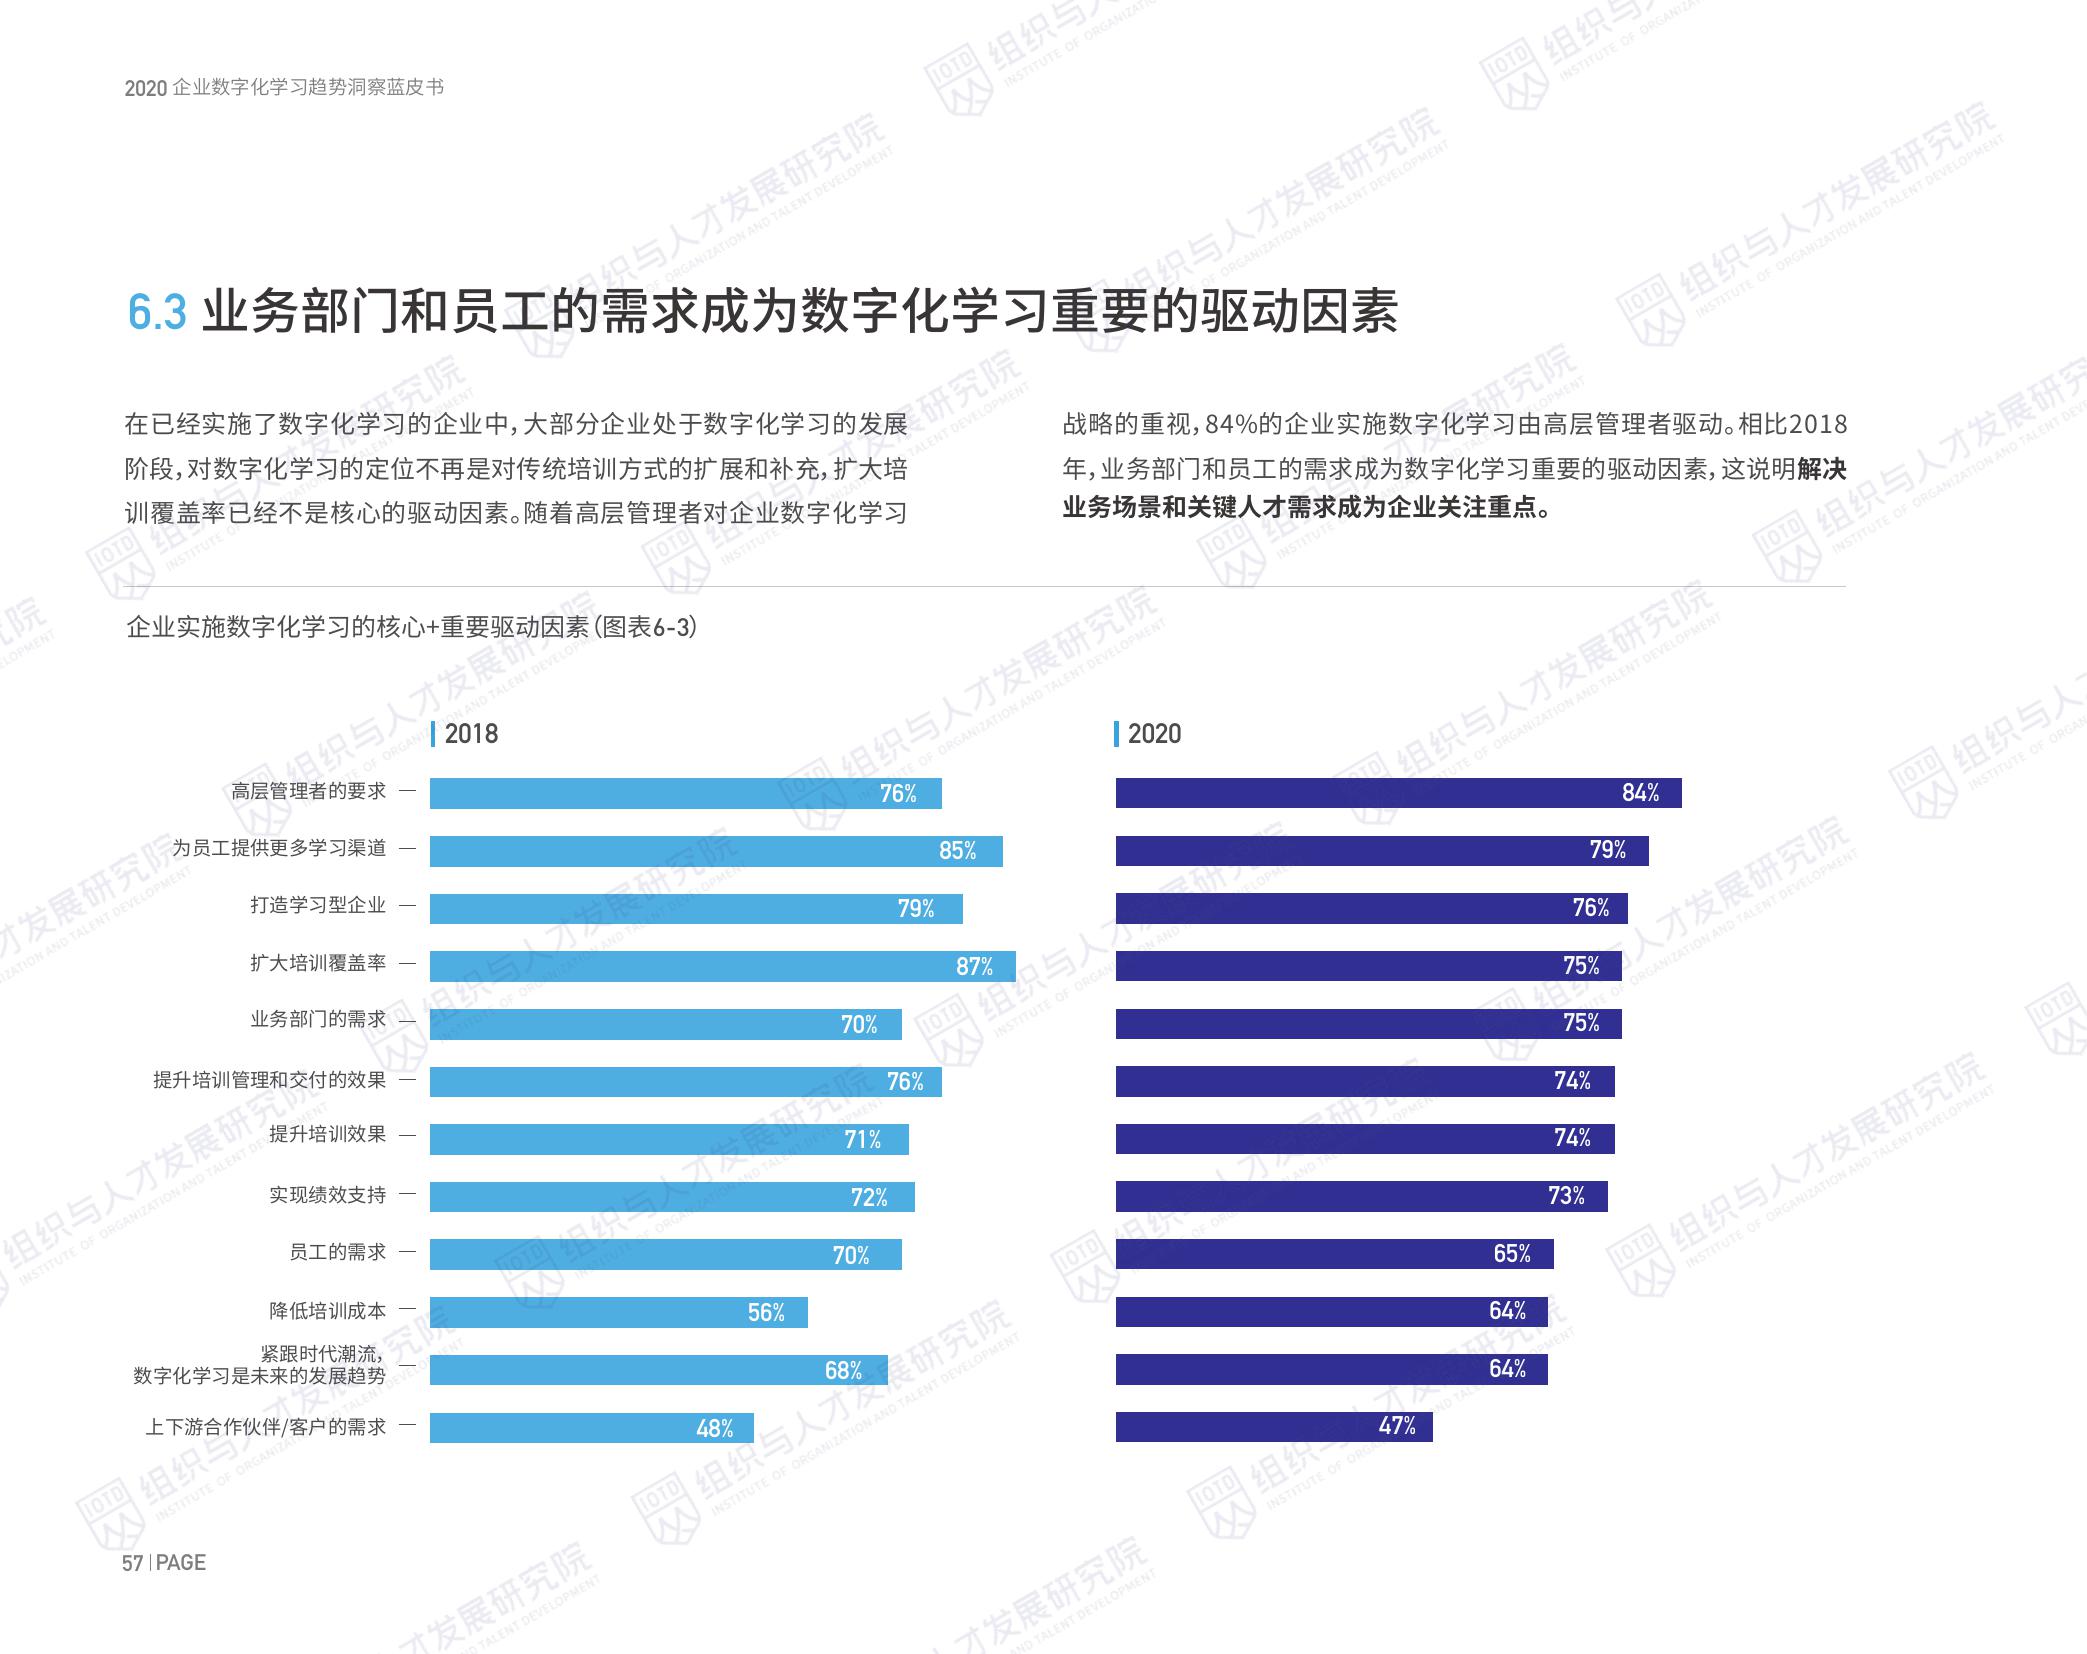 2020 企业数字化学习趋势洞察蓝皮书
6.3 业务部门和员工的需求成为数字化学习重要的驱动因素
在已经实施了数字化学习的企业中，大部分企业处于数字化学习的发展
阶段，对数字化学习的定位不再是对传统培训方式的扩展和补充，扩大培
训覆盖率已经不是核心的驱动因素。随着高层管理者对企业数字化学习
战略的重视，84%的企业实施数字化学习由高层管理者驱动。相比2018
年，业务部门和员工的需求成为数字化学习重要的驱动因素，这说明解决
业务场景和关键人才需求成为企业关注重点。
企业实施数字化学习的核心+重要驱动因素（图表6-3）
2018
2020
高层管理者的要求 76% 84%
为员工提供更多学习渠道 85% 79%
打造学习型企业 79% 76%
扩大培训覆盖率 87% 75%
业务部门的需求 70% 75%
提升培训管理和交付的效果 76% 74%
提升培训效果 71% 74%
实现绩效支持 72% 73%
员工的需求 70% 65%
降低培训成本 56% 64%
紧跟时代潮流，
数字化学习是未来的发展趋势 68% 64%
上下游合作伙伴/客户的需求 48% 47%
57 | PAGE
IOTD 组织与人才发展研究院
INSTITUTE OF ORGANIZATION AND TALENT DEVELOPMENT